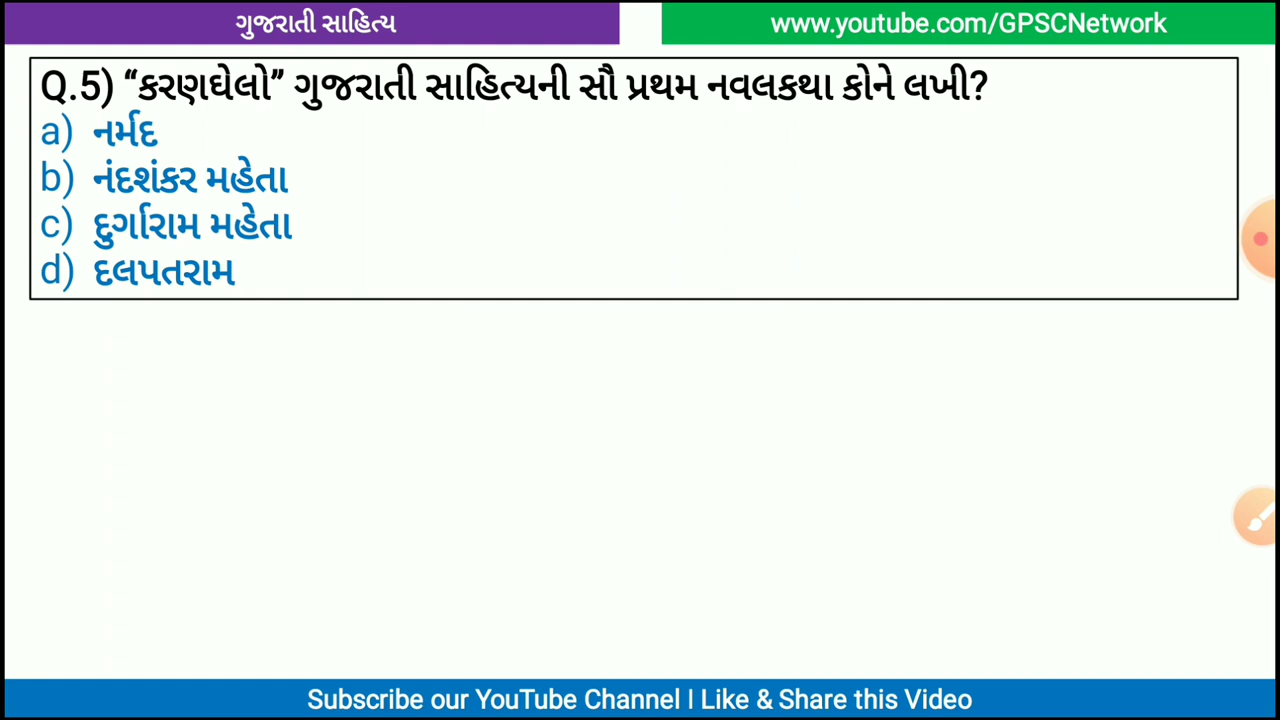 ગુજરાતી સાહિત્ય
www.youtube.com/GPSCNetwork
Q.5) “કરણઘેલો” ગુજરાતી સાહિત્યની સૌ પ્રથમ નવલકથા કોને લખી?
a) નર્મદ
b) નંદશંકર મહેતા
c) દુર્ગારામ મહેતા
d) દલપતરામ
Subscribe our YouTube Channel | Like & Share this Video